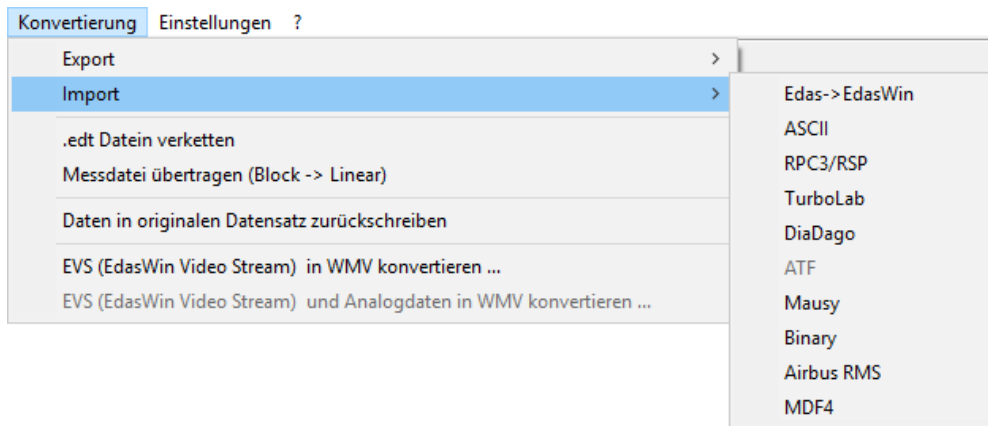 Konvertierung Einstellungen ?
Export >
Import >
.edt Datein verketten
Messdatei übertragen (Block -> Linear)
Daten in originalen Datensatz zurückschreiben
EVS (EdasWin Video Stream)  in WMV konvertieren ...
EVS (EdasWin Video Stream)  und Analogdaten in WMV konvertieren ...
Edas->EdasWin
ASCII
RPC3/RSP
TurboLab
DiaDago
ATF
Mausy
Binary
Airbus RMS
MDF4